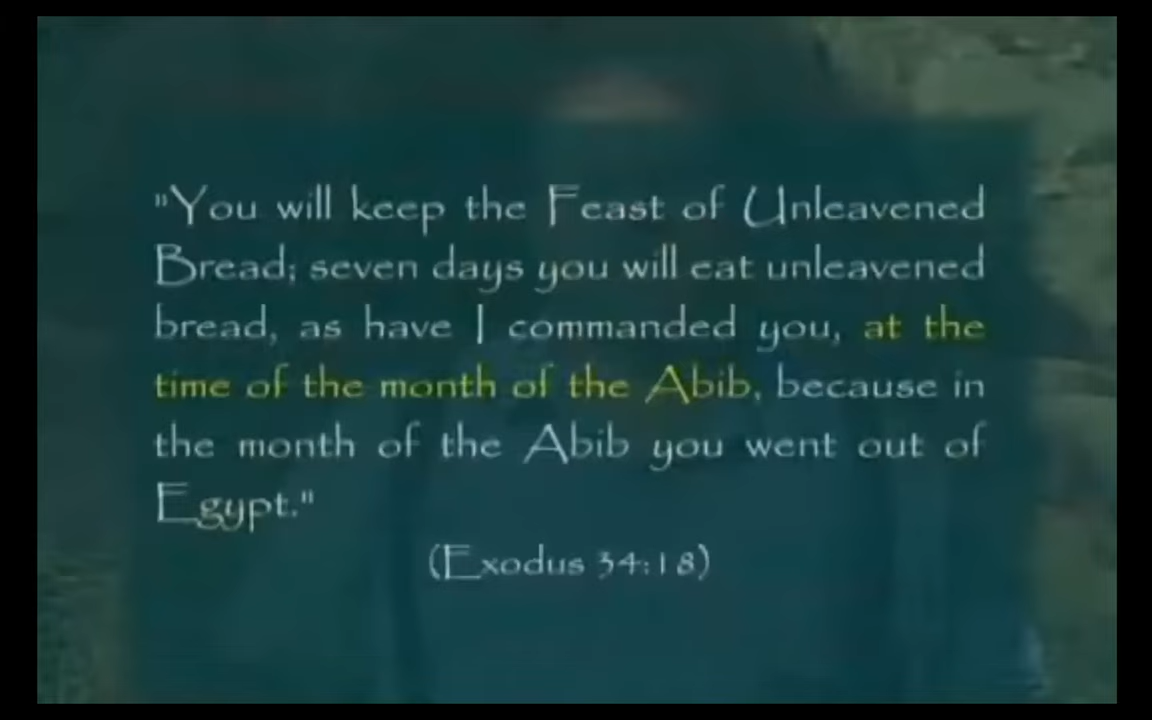 "You will keep the Feast of Unleavened
Bread; seven days you will eat unleavened
bread, as have I commanded you, at the
time of the month of the Abib, because in
the month of the Abib you went out of
Egypt."
(Exodus 34:18)